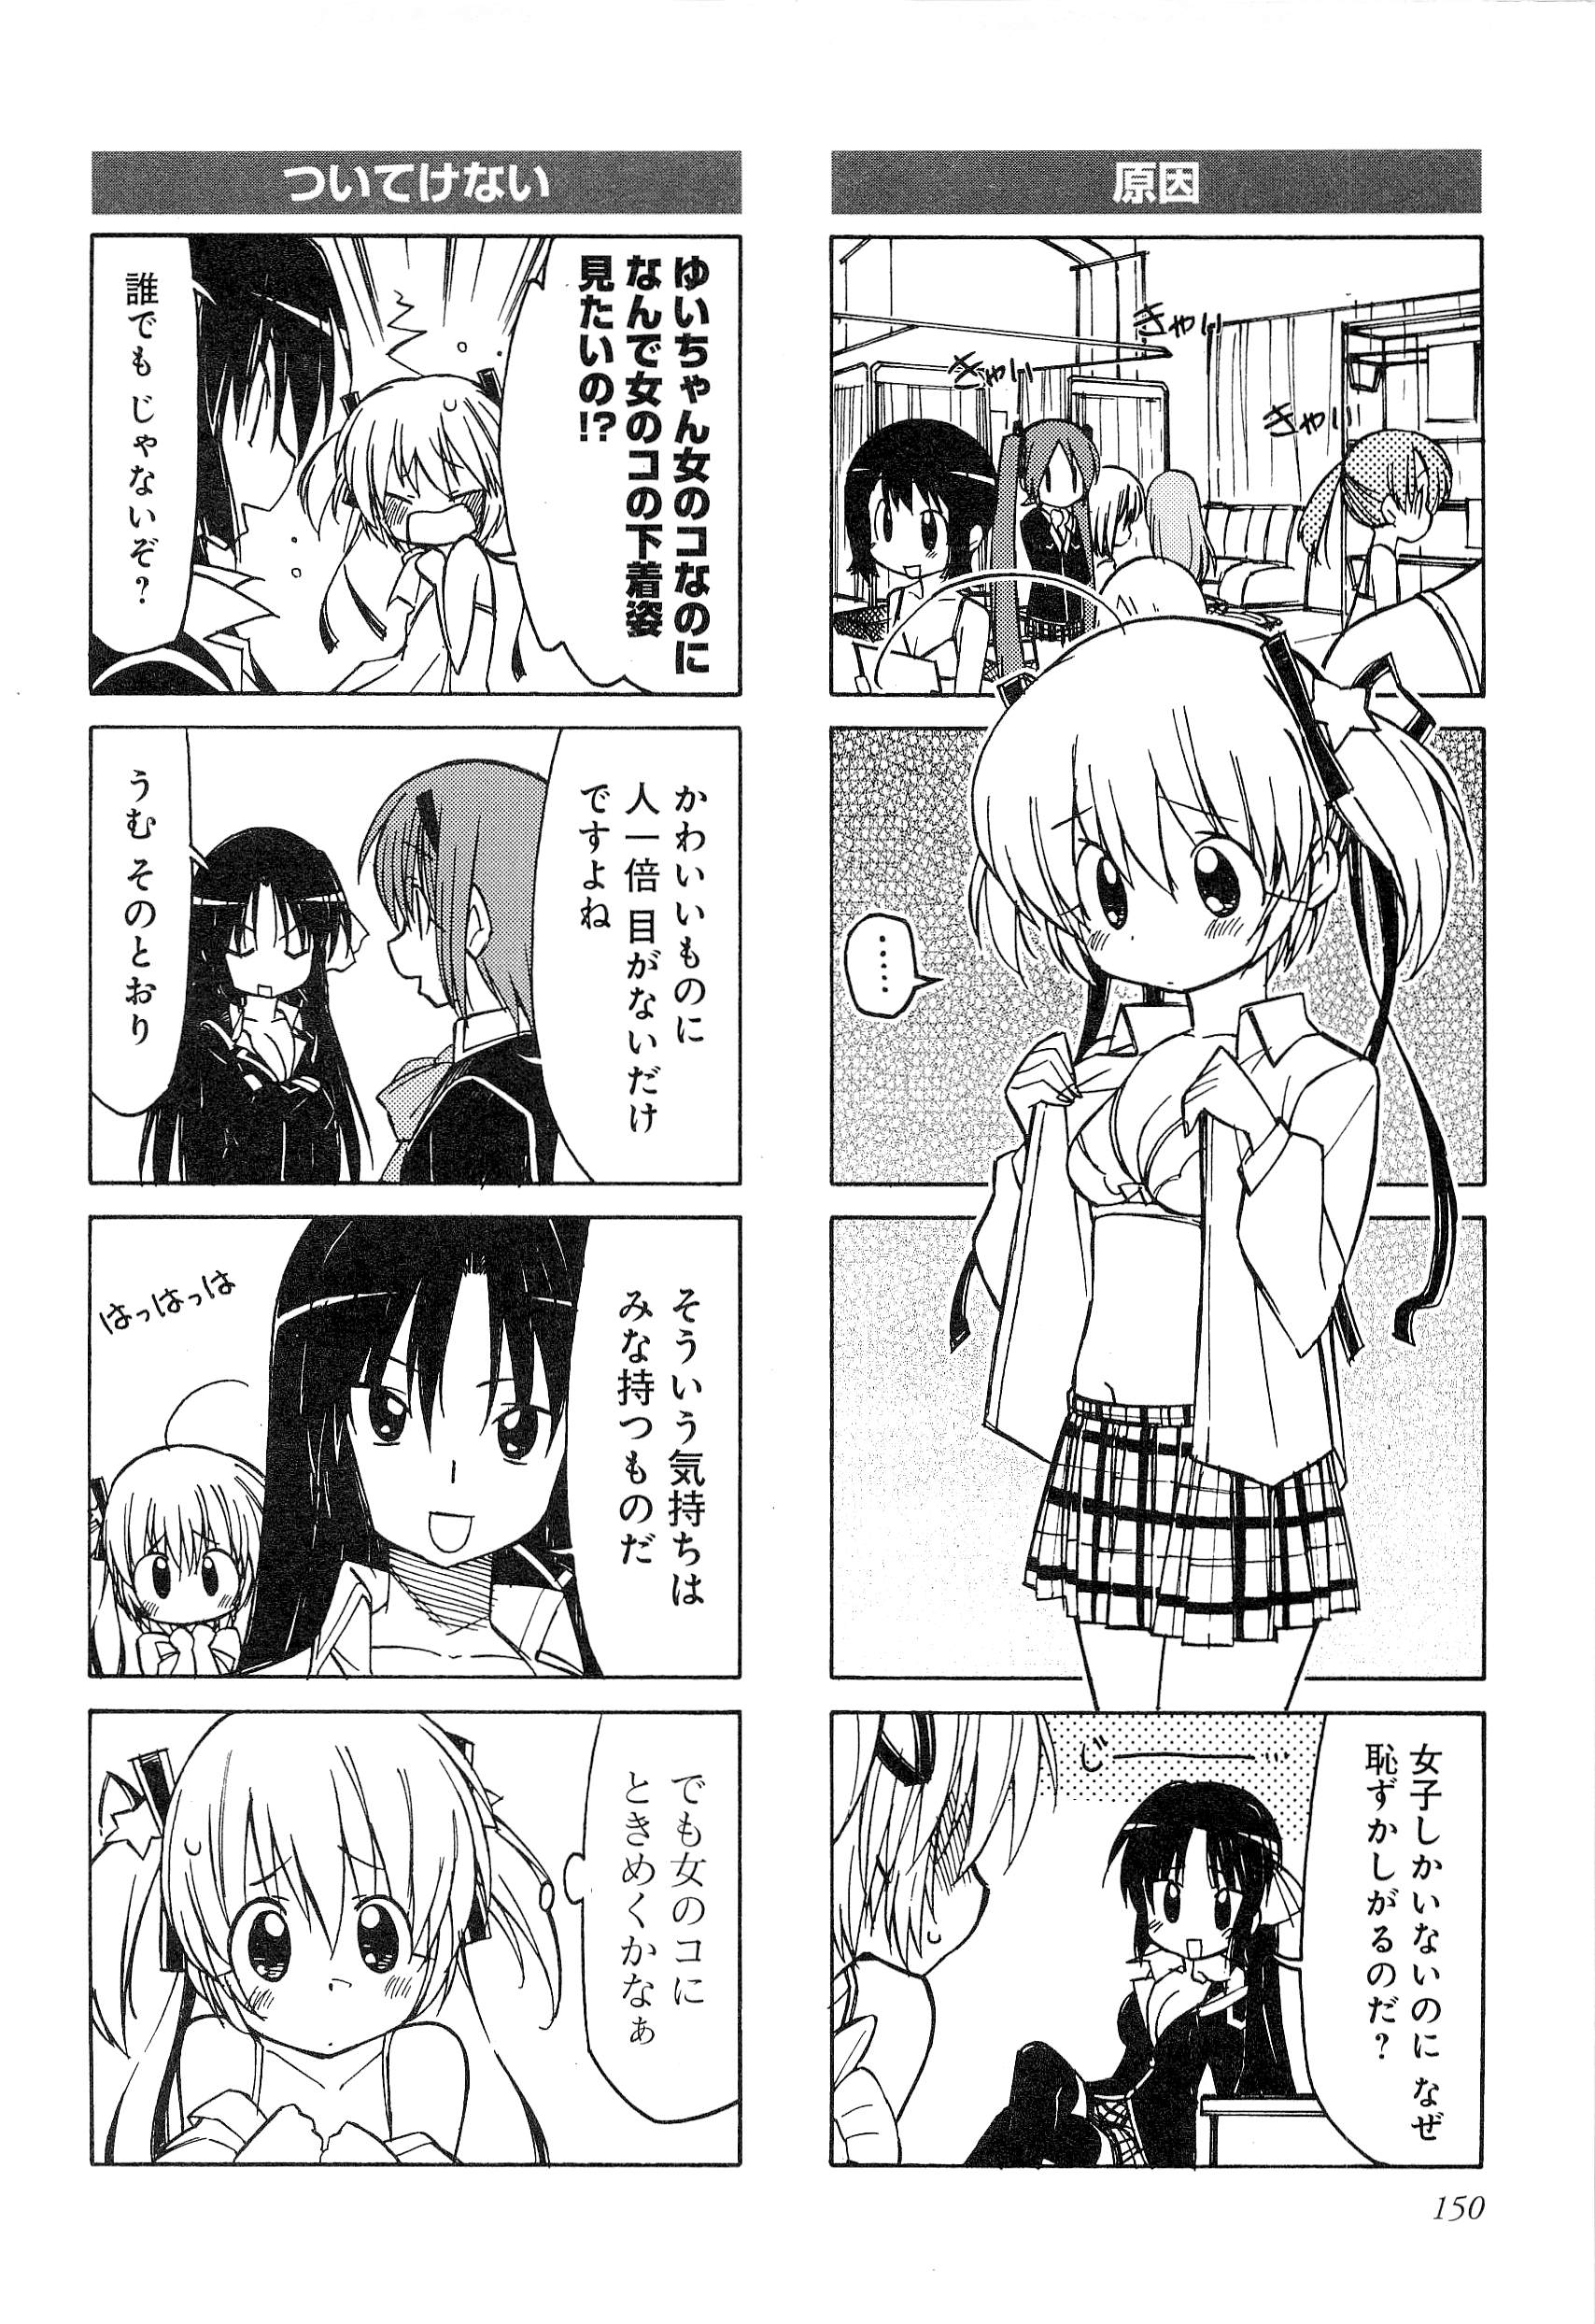 原因
きゃい
きゃい
きゃいい
……
じーーー…
女子しかいないのに なぜ
恥ずかしがるのだ？
ついてけない
ゆいちゃん女のコなのに
なんで女のコの下着姿
見たいの!?
誰でも じゃないぞ？
かわいいものに
人一倍 目がないだけ
ですよね
うむ そのとおり
そういう気持ちは
みな持つものだ
はっはっは
でも女のコに
ときめくかなぁ
150